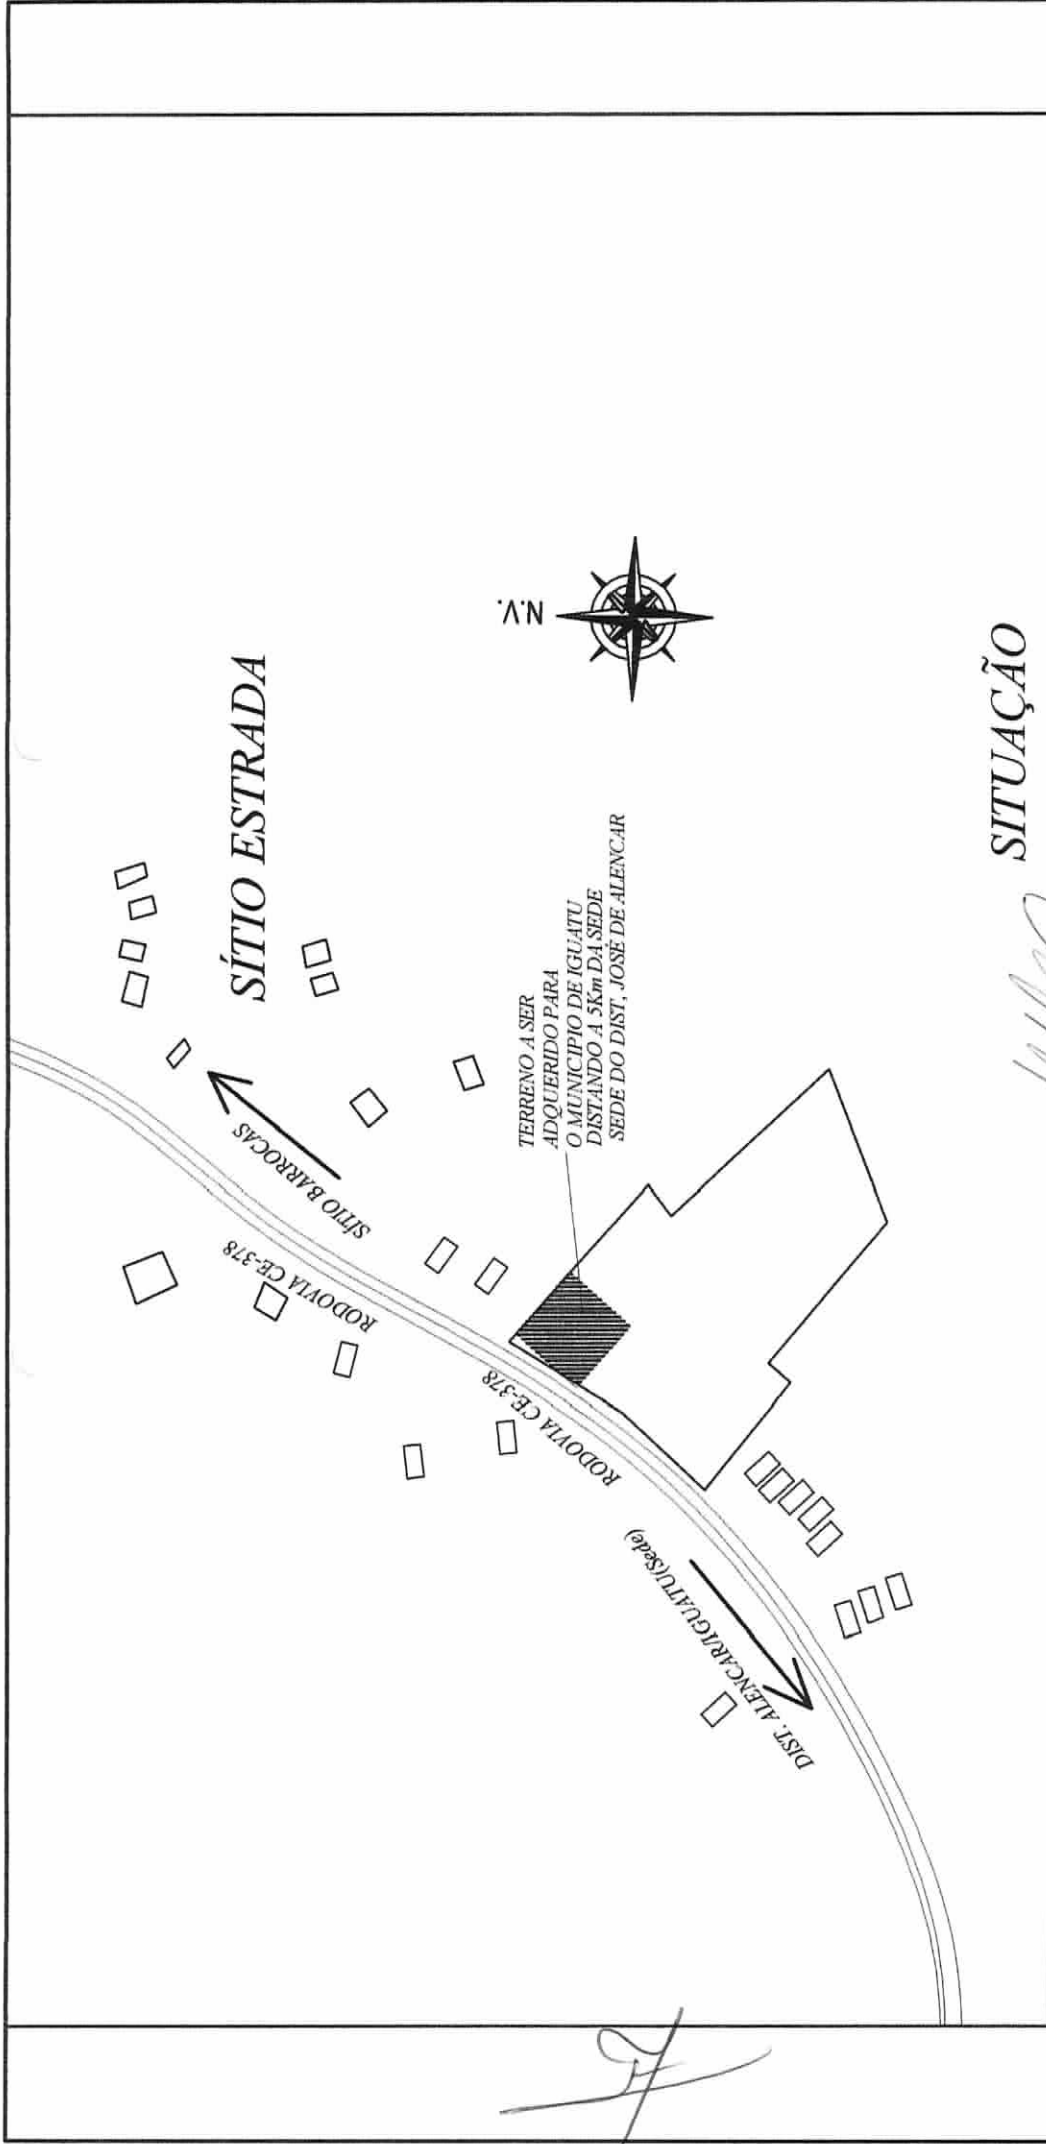 SÍTIO ESTRADA
SÍTIO BARROCAS
RODOVIA CE-378
N.V.
TERRENO A SER
ADQUERIDO PARA
O MUNICIPIO DE IGUATU
DISTANDO A 5Km DA SEDE
SEDE DO DIST, JOSÉ DE ALENCAR
RODOVIA CE-378
DIST. ALENCAR/IGUATU(Sede)
SITUAÇÃO